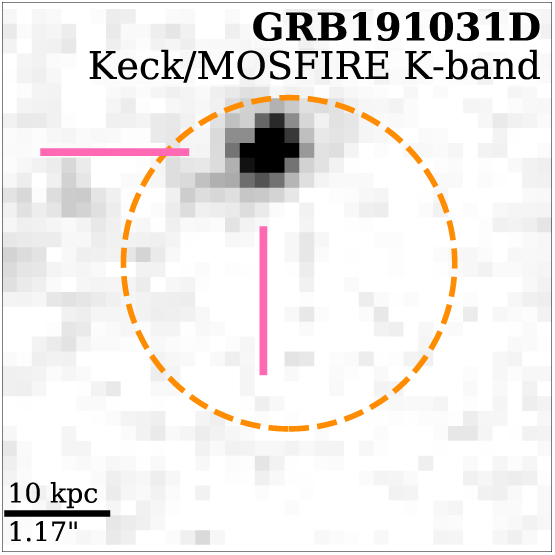 GRB191031D
Keck/MOSFIRE K-band
10 kpc
1.17"